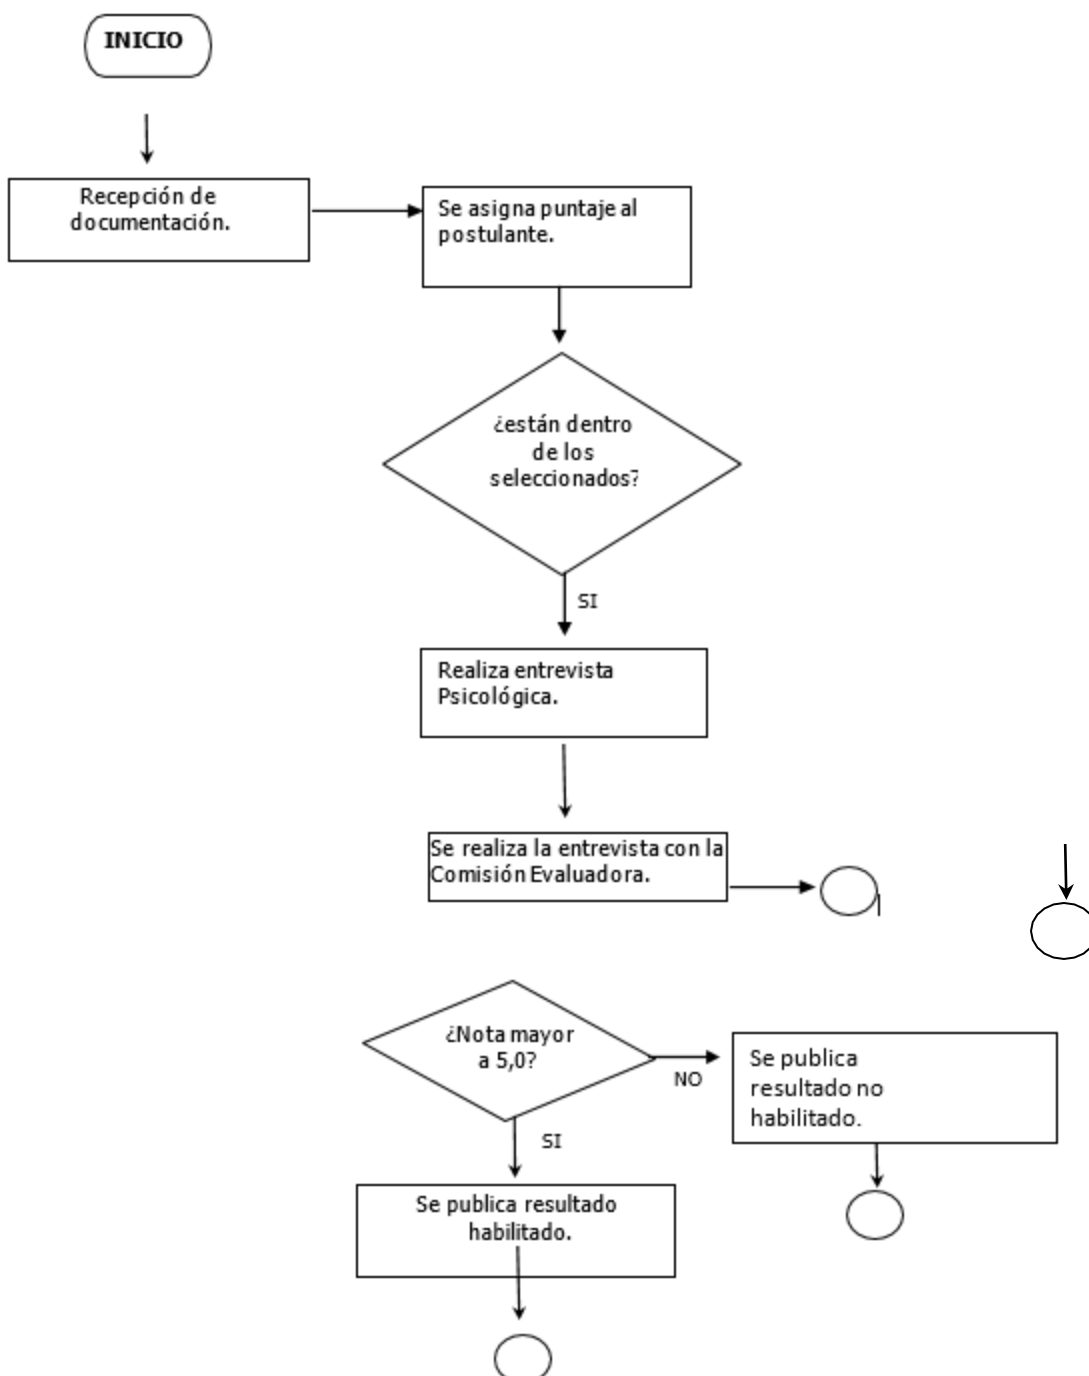 INICIO
Recepción de
documentación.
Se asigna puntaje al
postulante.
¿están dentro
de los
seleccionados?
SI
Realiza entrevista
Psicológica.
Se realiza la entrevista con la
Comisión Evaluadora.
¿Nota mayor
a 5,0?
NO
Se publica
resultado no
habilitado.
SI
Se publica resultado
habilitado.